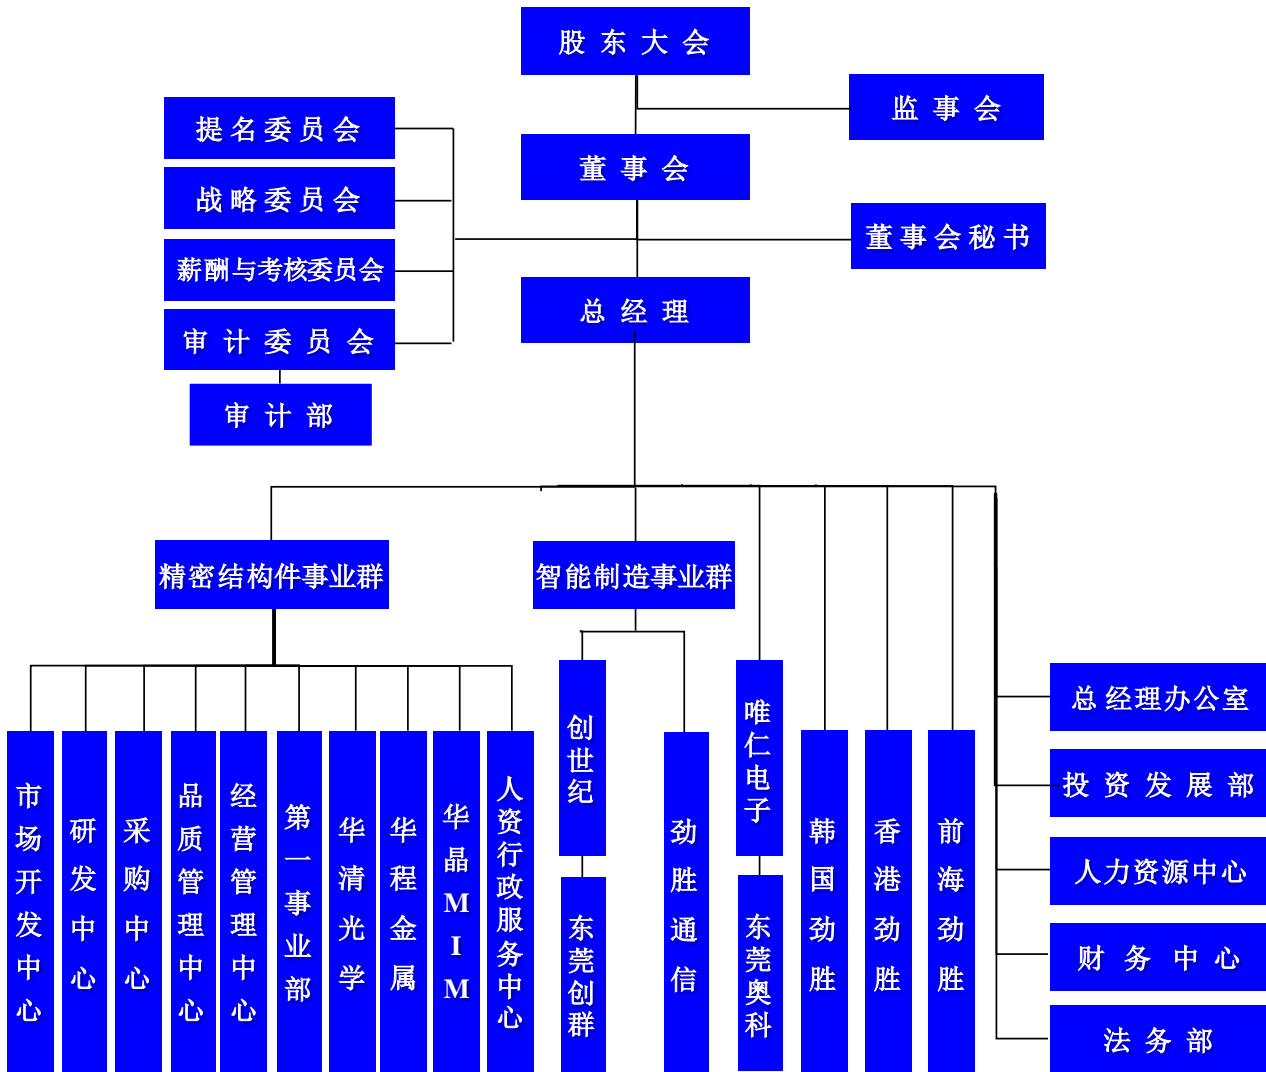 股东大会
监事会
提名委员会
董事会
战略委员会
董事会秘书
薪酬与考核委员会
总经理
审计委员会
审计部
精密结构件事业群
智能制造事业群
市场开发中心
研发中心
采购中心
品质管理中心
经营管理中心
第一事业部
华清光学
华程金属
华晶MIM
人资行政服务中心
创世纪
东莞创群
劲胜通信
唯仁电子
东莞奥科
韩国劲胜
香港劲胜
前海劲胜
总经理办公室
投资发展部
人力资源中心
财务中心
法务部